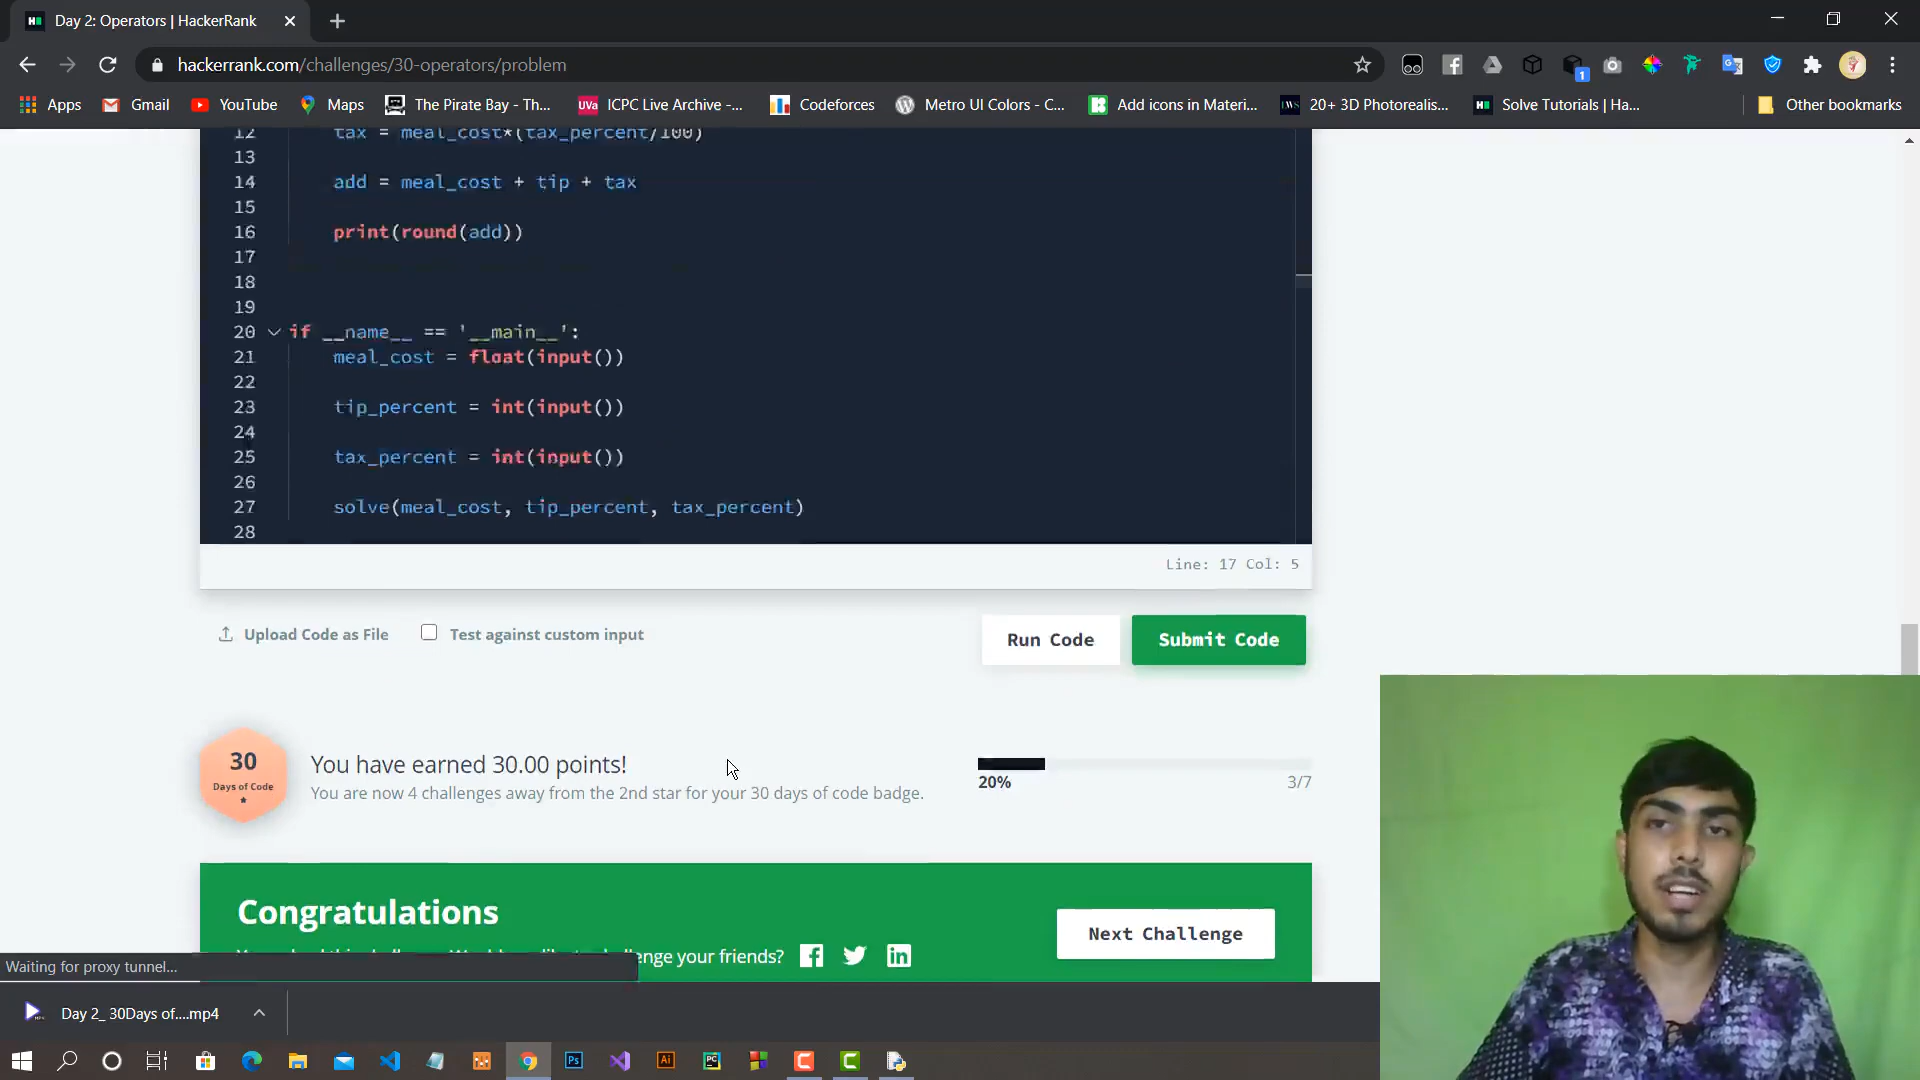 Day 2: Operators | HackerRank
hackerrank.com/challenges/30-operators/problem
Apps Gmail YouTube Maps The Pirate Bay - Th... ICPC Live Archive -... Codeforces Metro UI Colors - C... Add icons in Materi... 20+ 3D Photorealis... Solve Tutorials | Ha... Other bookmarks
12 tax = meal_cost*(tax_percent/100)
13
14 add = meal_cost + tip + tax
15
16 print(round(add))
17
18
19
20 if __name__ == '__main__':
21 meal_cost = float(input())
22
23 tip_percent = int(input())
24
25 tax_percent = int(input())
26
27 solve(meal_cost, tip_percent, tax_percent)
28
Line: 17 Col: 5
Upload Code as File Test against custom input Run Code Submit Code
30 Days of Code
You have earned 30.00 points!
You are now 4 challenges away from the 2nd star for your 30 days of code badge.
20% 3/7
Congratulations
enge your friends?
Next Challenge
Waiting for proxy tunnel...
Day 2_ 30Days of....mp4